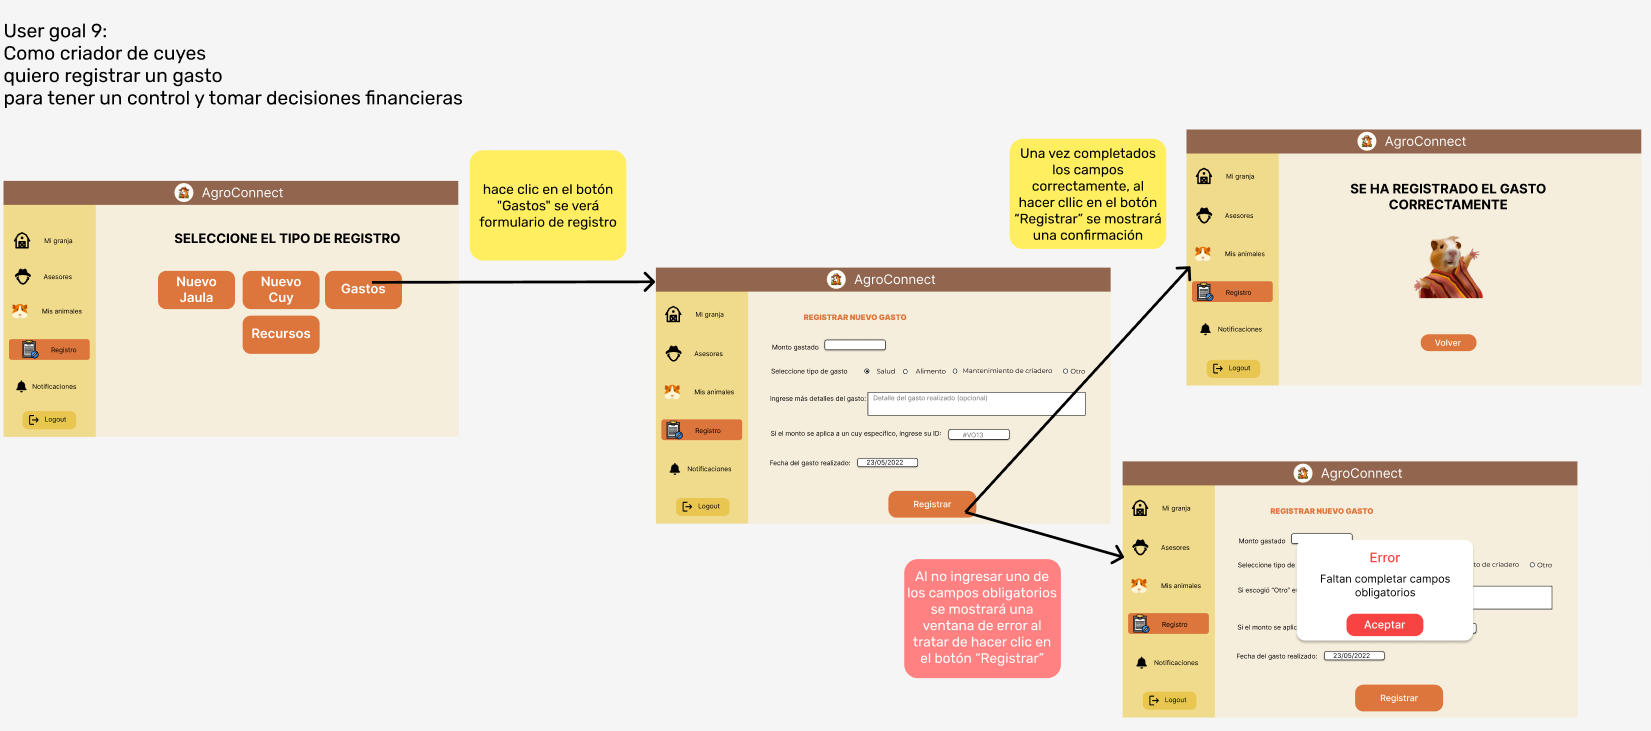 User goal 9:
Como criador de cuyes
quiero registrar un gasto
para tener un control y tomar decisiones financieras
AgroConnect
Mi granja
Asesores
Mis animales
Registro
Notificaciones
Logout
SELECCIONE EL TIPO DE REGISTRO
Nuevo
Jaula
Nuevo
Cuy
Gastos
Recursos
hace clic en el botón
"Gastos" se verá
formulario de registro
AgroConnect
Mi granja
Asesores
Mis animales
Registro
Notificaciones
Logout
REGISTRAR NUEVO GASTO
Monto gastado
Seleccione tipo de gasto Salud Alimento Mantenimiento de criadero Otro
Ingrese más detalles del gasto: Detalle del gasto realizado (opcional)
Si el monto se aplica a un cuy específico, ingrese su ID: #VO13
Fecha del gasto realizado: 23/05/2022
Registrar
Una vez completados
los campos
correctamente, al
hacer cllic en el botón
“Registrar” se mostrará
una confirmación
AgroConnect
Mi granja
Asesores
Mis animales
Registro
Notificaciones
Logout
SE HA REGISTRADO EL GASTO
CORRECTAMENTE
Volver
Al no ingresar uno de
los campos obligatorios
se mostrará una
ventana de error al
tratar de hacer clic en
el botón “Registrar”
AgroConnect
Mi granja
Asesores
Mis animales
Registro
Notificaciones
Logout
REGISTRAR NUEVO GASTO
Monto gastado
Seleccione tipo de to de criadero Otro
Si escogió "Otro" e
Si el monto se aplic
Fecha del gasto realizado: 23/05/2022
Registrar
Error
Faltan completar campos
obligatorios
Aceptar